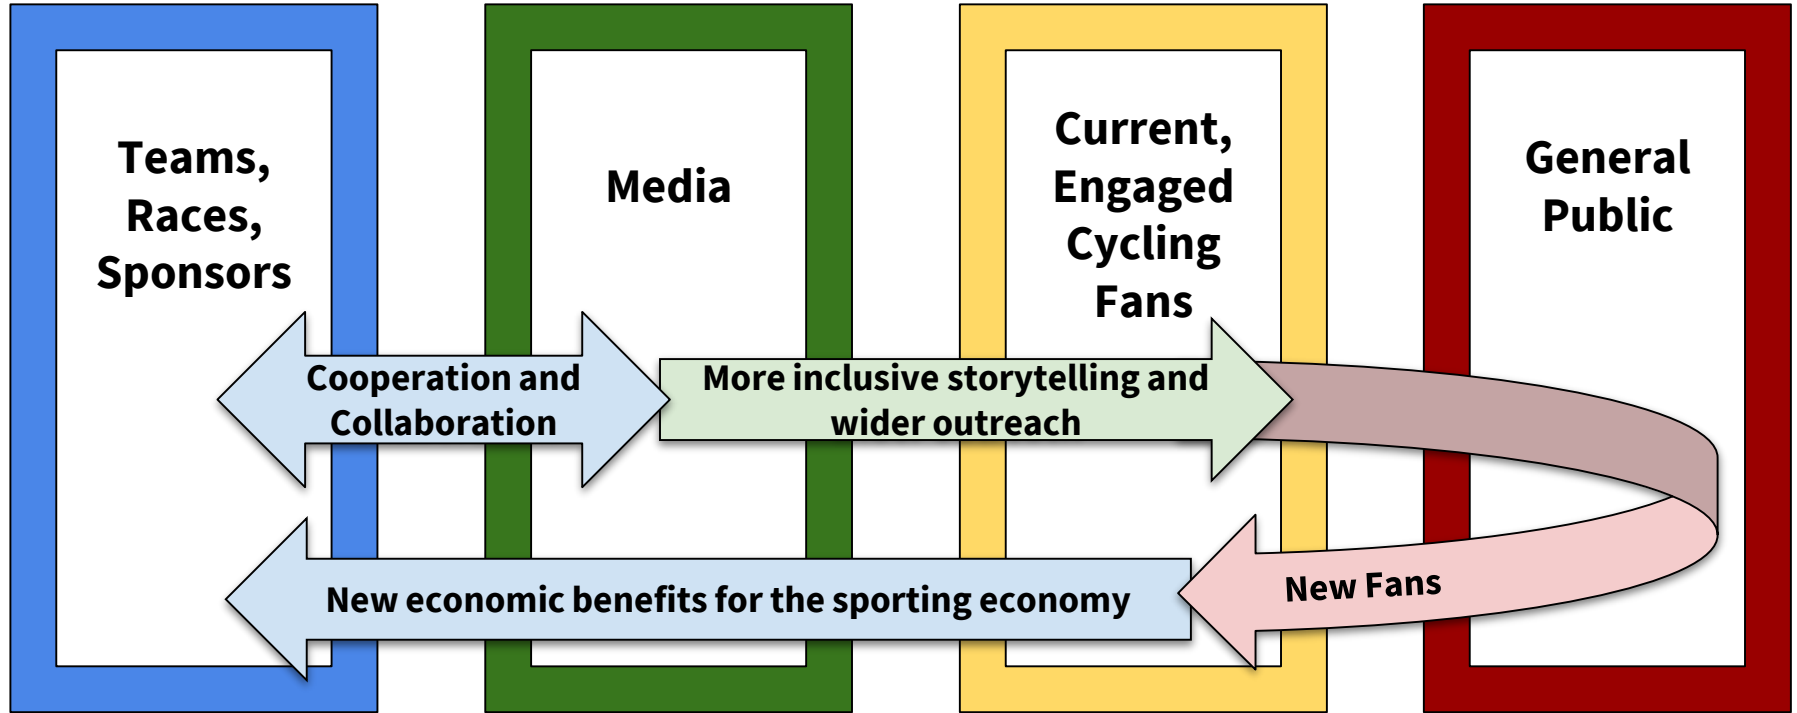 Teams,
Races,
Sponsors
Media
Current,
Engaged
Cycling
Fans
General
Public
Cooperation and
Collaboration
More inclusive storytelling and
wider outreach
New economic benefits for the sporting economy
New Fans